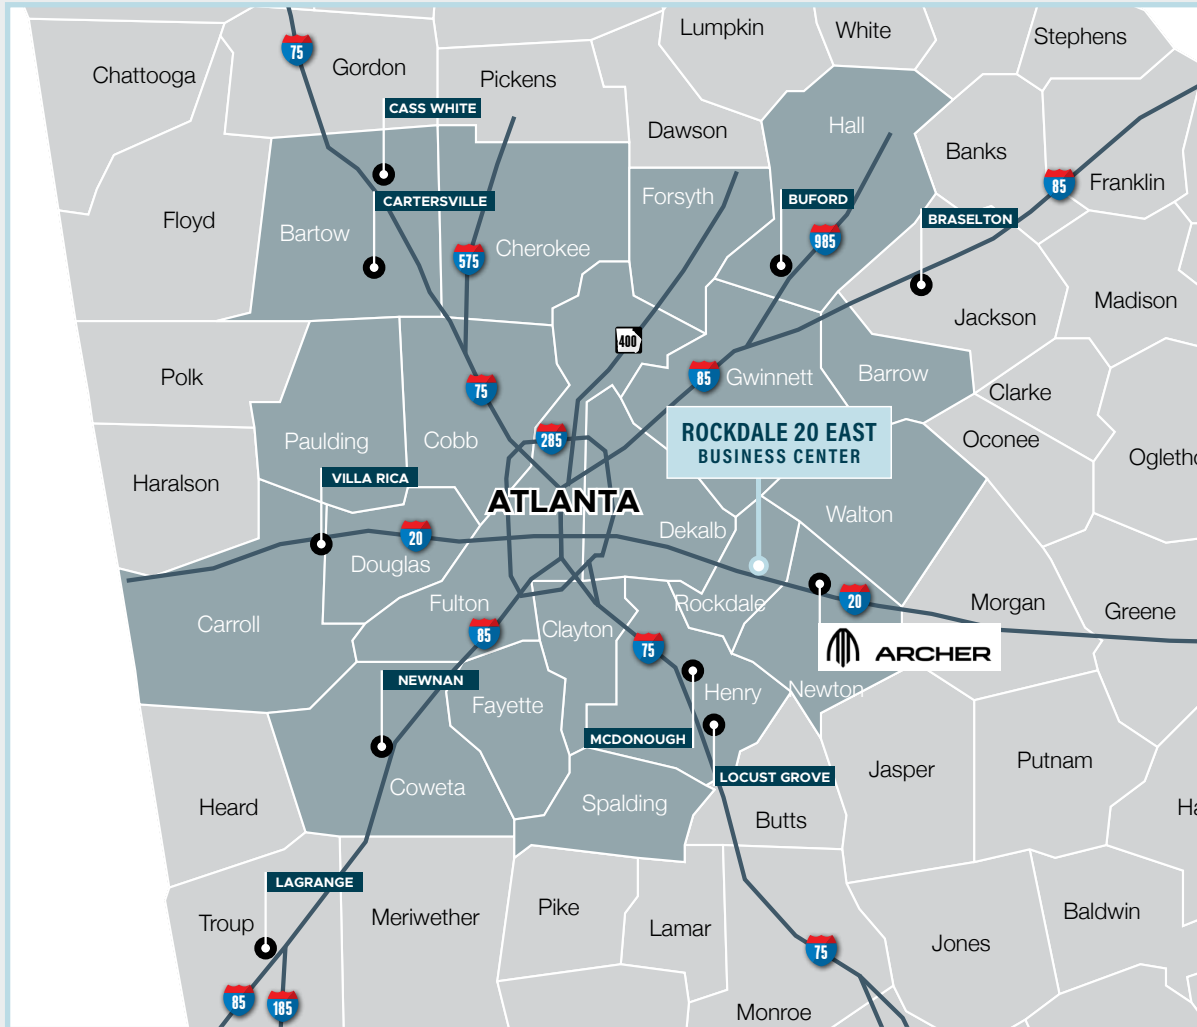 Lumpkin
White
Stephens
75
Gordon
Chattooga
Pickens
CASS WHITE
Dawson
Hall
Banks
85
Franklin
CARTERSVILLE
Forsyth
BUFORD
BRASELTON
Floyd
Bartow
575
Cherokee
985
Madison
Jackson
400
Polk
75
85
Gwinnett
Barrow
Clarke
Paulding
Cobb
285
ROCKDALE 20 EAST
BUSINESS CENTER
Oconee
Ogletho
Haralson
VILLA RICA
ATLANTA
Walton
20
Dekalb
Douglas
Fulton
Rockdale
20
Morgan
Greene
Carroll
85
Clayton
75
ARCHER
NEWNAN
Fayette
Henry
Newton
MCDONOUGH
Jasper
Putnam
LOCUST GROVE
Coweta
Spalding
Heard
Butts
Ha
LAGRANGE
Troup
Meriwether
Pike
Lamar
Baldwin
Jones
75
85
185
Monroe